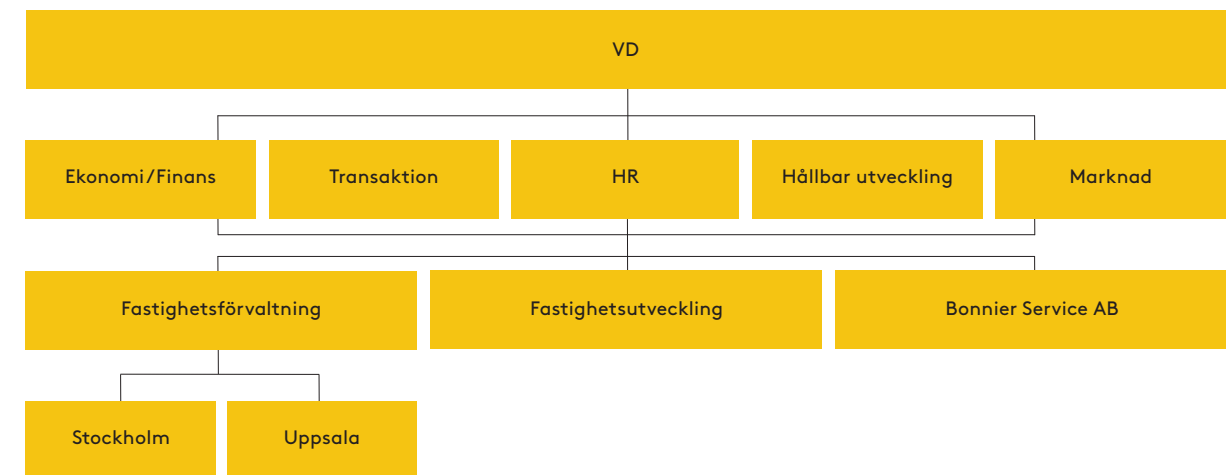 VD
Ekonomi/Finans
Transaktion
HR
Hållbar utveckling
Marknad
Fastighetsförvaltning
Fastighetsutveckling
Bonnier Service AB
Stockholm
Uppsala